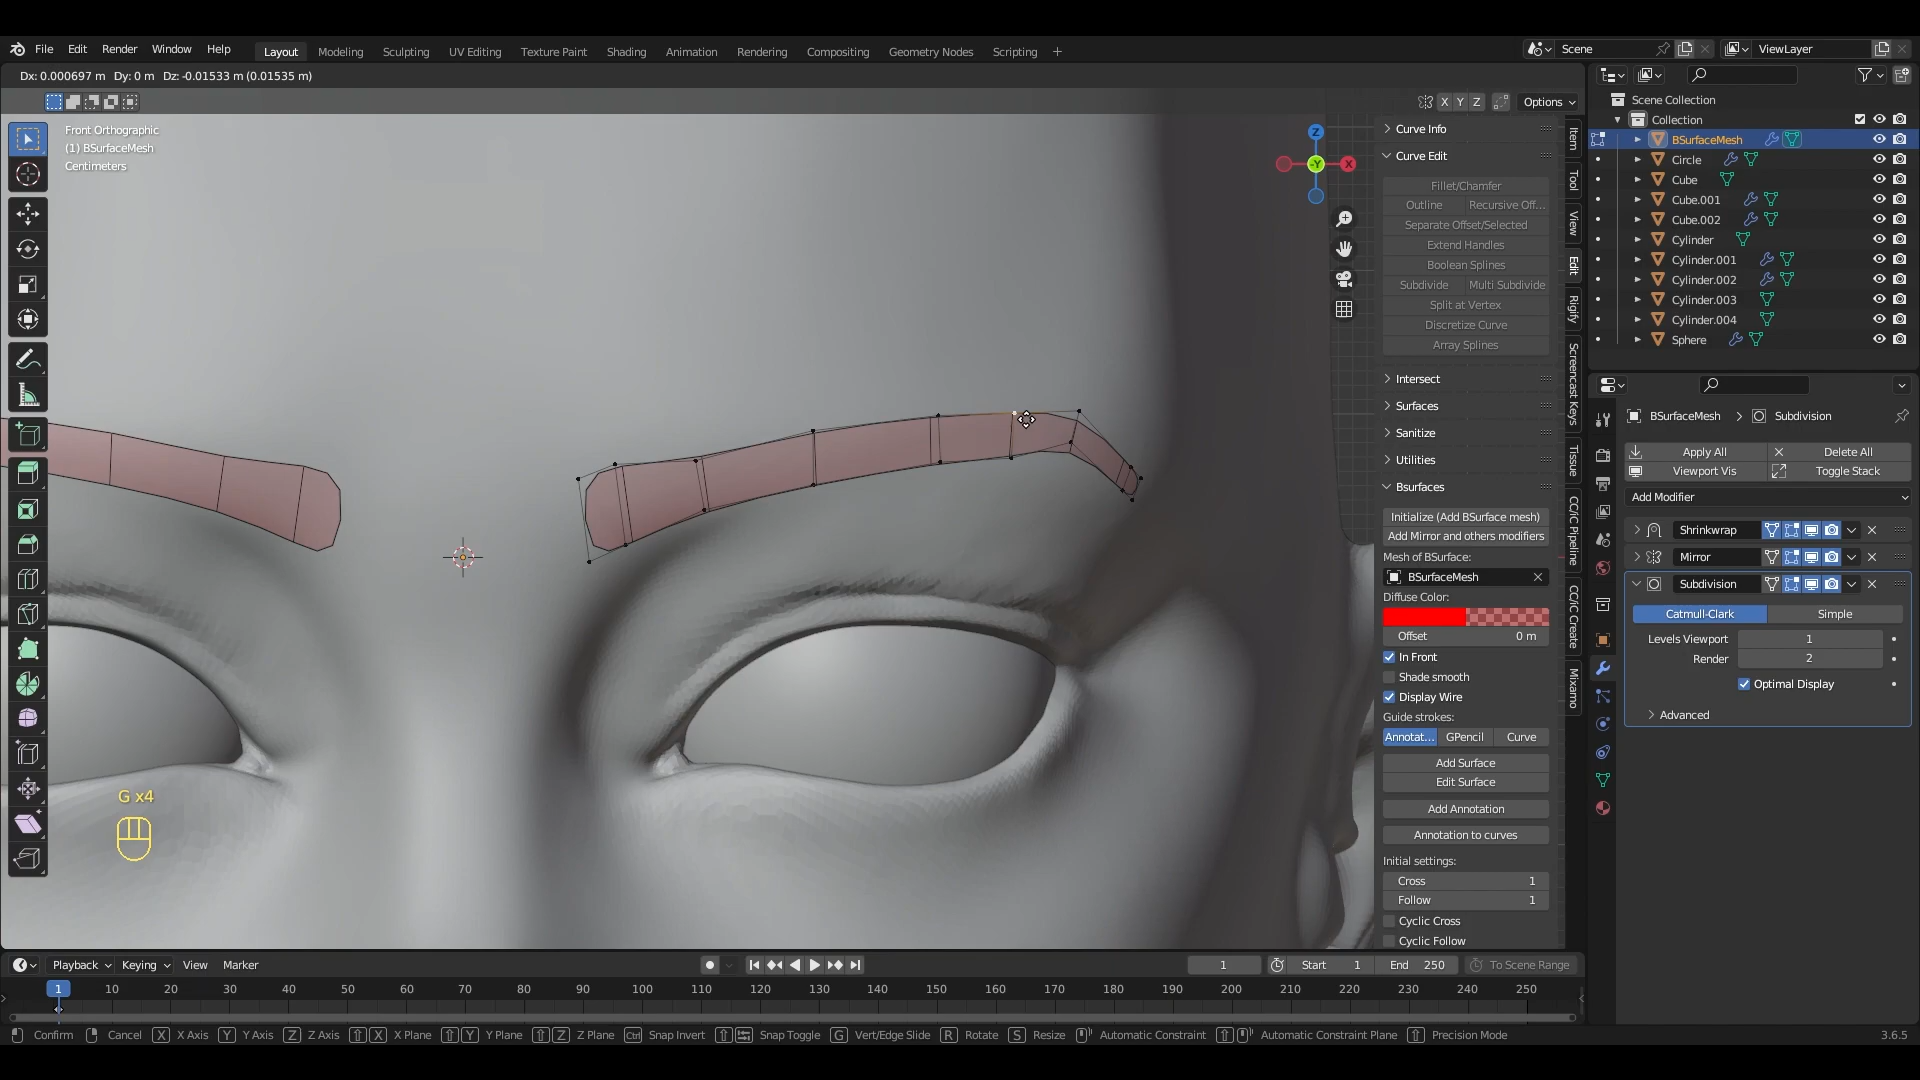 File Edit Render Window Help Layout Modeling Sculpting UV Editing Texture Paint Shading Animation Rendering Compositing Geometry Nodes Scripting + Scene ViewLayer
Dx: 0.000697 m Dy: 0 m Dz: -0.01533 m (0.01535 m)
X Y Z Options
Front Orthographic
(1) BSurfaceMesh
Centimeters
Z
-Y
X
Curve Info
Curve Edit
Fillet/Chamfer
Outline Recursive Off...
Separate Offset/Selected
Extend Handles
Boolean Splines
Subdivide Multi Subdivide
Split at Vertex
Discretize Curve
Array Splines
Intersect
Surfaces
Sanitize
Utilities
Bsurfaces
Initialize (Add BSurface mesh)
Add Mirror and others modifiers
Mesh of BSurface:
BSurfaceMesh
Diffuse Color:
Offset 0 m
In Front
Shade smooth
Display Wire
Guide strokes:
Annotat... GPencil Curve
Add Surface
Edit Surface
Add Annotation
Annotation to curves
Initial settings:
Cross 1
Follow 1
Cyclic Cross
Cyclic Follow
Item
Tool
View
Edit
Rigify
Screencast Keys
Tissue
CC/iC Pipeline
CC/iC Create
Mixamo
Scene Collection
Collection
BSurfaceMesh
Circle
Cube
Cube.001
Cube.002
Cylinder
Cylinder.001
Cylinder.002
Cylinder.003
Cylinder.004
Sphere
BSurfaceMesh > Subdivision
Apply All Delete All
Viewport Vis Toggle Stack
Add Modifier
Shrinkwrap
Mirror
Subdivision
Catmull-Clark Simple
Levels Viewport 1
Render 2
Optimal Display
Advanced
G x4
Playback Keying View Marker 1 Start 1 End 250 To Scene Range
1 10 20 30 40 50 60 70 80 90 100 110 120 130 140 150 160 170 180 190 200 210 220 230 240 250
Confirm Cancel X X Axis Y Y Axis Z Z Axis X X Plane Y Y Plane Z Z Plane Ctrl Snap Invert Snap Toggle G Vert/Edge Slide R Rotate S Resize Automatic Constraint Automatic Constraint Plane Precision Mode 3.6.5